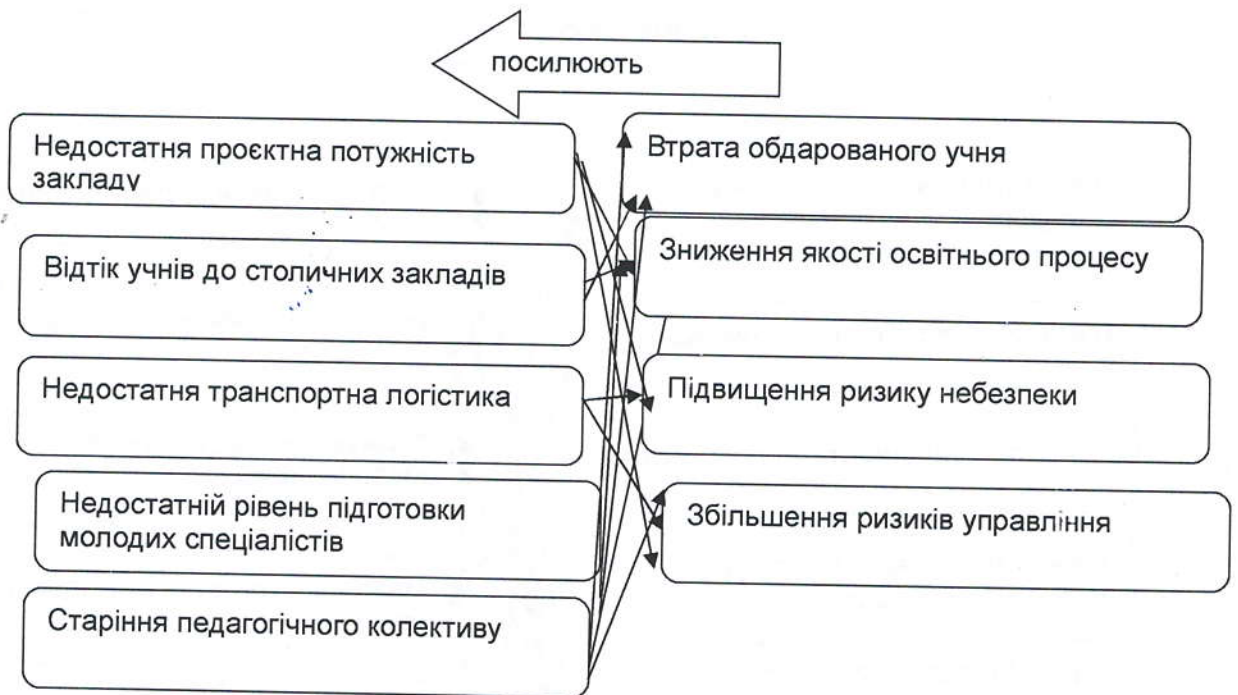 посилюють
Недостатня проєктна потужність
закладу
Відтік учнів до столичних закладів
Недостатня транспортна логістика
Недостатній рівень підготовки
молодих спеціалістів
Старіння педагогічного колективу
Втрата обдарованого учня
Зниження якості освітнього процесу
Підвищення ризику небезпеки
Збільшення ризиків управління